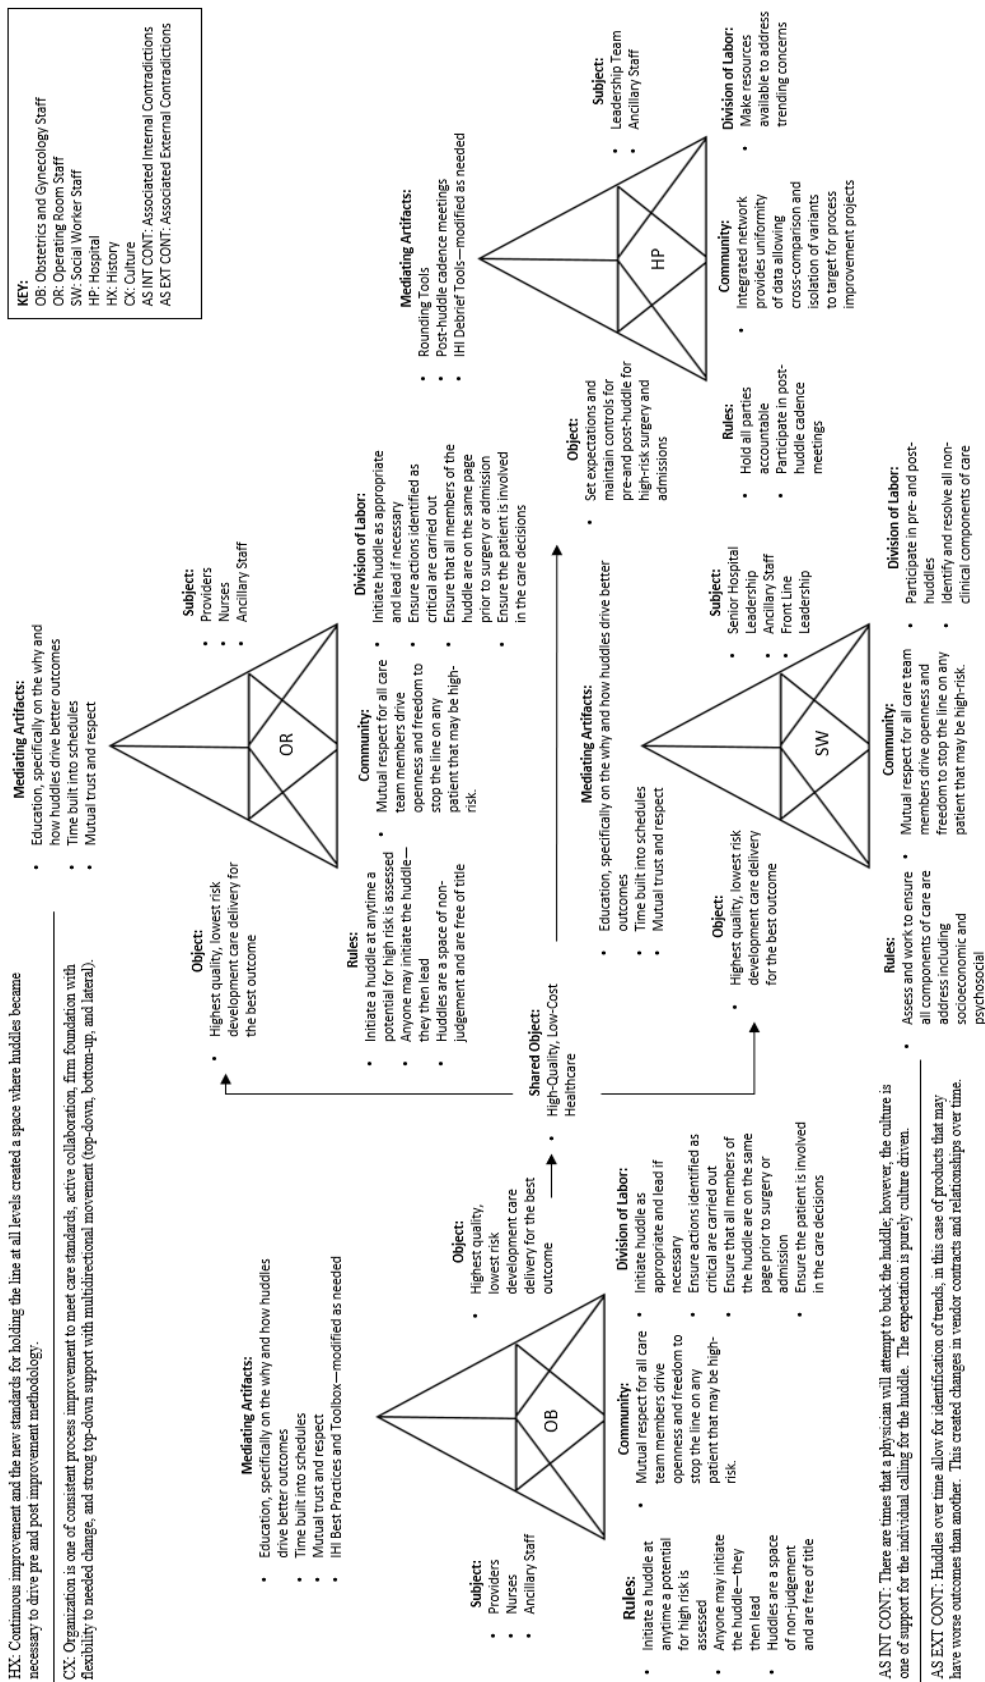 HX: Continuous improvement and the new standards for holding the line at all levels created a space where huddles became
necessary to drive pre and post improvement methodology.
CX: Organization is one of consistent process improvement to meet care standards, active collaboration, firm foundation with
flexibility to needed change, and strong top-down support with multidirectional movement (top-down, bottom-up, and lateral).
KEY:
OB: Obstetrics and Gynecology Staff
OR: Operating Room Staff
SW: Social Worker Staff
HP: Hospital
HX: History
CX: Culture
AS INT CONT: Associated Internal Contradictions
AS EXT CONT: Associated External Contradictions
Mediating Artifacts:
• Education, specifically on the why and how huddles
drive better outcomes
• Time built into schedules
• Mutual trust and respect
• IHI Best Practices and Toolbox—modified as needed
Subject:
• Providers
• Nurses
• Ancillary Staff
OB
Object:
• Highest quality,
lowest risk
development care
delivery for the best
outcome
Rules:
• Initiate a huddle at
anytime a potential
for high risk is
assessed
• Anyone may initiate
the huddle—they
then lead
• Huddles are a space
of non-judgement
and are free of title
Community:
• Mutual respect for all care
team members drive
openness and freedom to
stop the line on any
patient that may be high-
risk.
Division of Labor:
• Initiate huddle as
appropriate and lead if
necessary
• Ensure actions identified as
critical are carried out
• Ensure that all members of
the huddle are on the same
page prior to surgery or
admission
• Ensure the patient is involved
in the care decisions
Shared Object:
• High-Quality, Low-Cost
Healthcare
Mediating Artifacts:
• Education, specifically on the why and
how huddles drive better outcomes
• Time built into schedules
• Mutual trust and respect
Object:
• Highest quality, lowest risk
development care delivery for
the best outcome
OR
Subject:
• Providers
• Nurses
• Ancillary Staff
Rules:
• Initiate a huddle at anytime a
potential for high risk is assessed
• Anyone may initiate the huddle—
they then lead
• Huddles are a space of non-
judgement and are free of title
Community:
• Mutual respect for all care
team members drive
openness and freedom to
stop the line on any
patient that may be high-
risk.
Division of Labor:
• Initiate huddle as appropriate
and lead if necessary
• Ensure actions identified as
critical are carried out
• Ensure that all members of the
huddle are on the same page
prior to surgery or admission
• Ensure the patient is involved
in the care decisions
Mediating Artifacts:
• Education, specifically on the why and how huddles drive better
outcomes
• Time built into schedules
• Mutual trust and respect
Object:
• Highest quality, lowest risk
development care delivery
for the best outcome
SW
Subject:
• Senior Hospital
Leadership
• Ancillary Staff
• Front Line
Leadership
Rules:
• Assess and work to ensure
all components of care are
address including
socioeconomic and
psychosocial
Community:
• Mutual respect for all care team
members drive openness and
freedom to stop the line on any
patient that may be high-risk.
Division of Labor:
• Participate in pre- and post-
huddles
• Identify and resolve all non-
clinical components of care
Mediating Artifacts:
• Rounding Tools
• Post-huddle cadence meetings
• IHI Debrief Tools—modified as needed
Object:
• Set expectations and
maintain controls for
pre-and post-huddle for
high-risk surgery and
admissions
HP
Subject:
• Leadership Team
• Ancillary Staff
Rules:
• Hold all parties
accountable
• Participate in post-
huddle cadence
meetings
Community:
• Integrated network
provides uniformity
of data allowing
cross-comparison and
isolation of variants
to target for process
improvement projects
Division of Labor:
• Make resources
available to address
trending concerns
AS INT CONT: There are times that a physician will attempt to buck the huddle; however, the culture is
one of support for the individual calling for the huddle. The expectation is purely culture driven.
AS EXT CONT: Huddles over time allow for identification of trends, in this case of products that may
have worse outcomes than another. This created changes in vendor contracts and relationships over time.